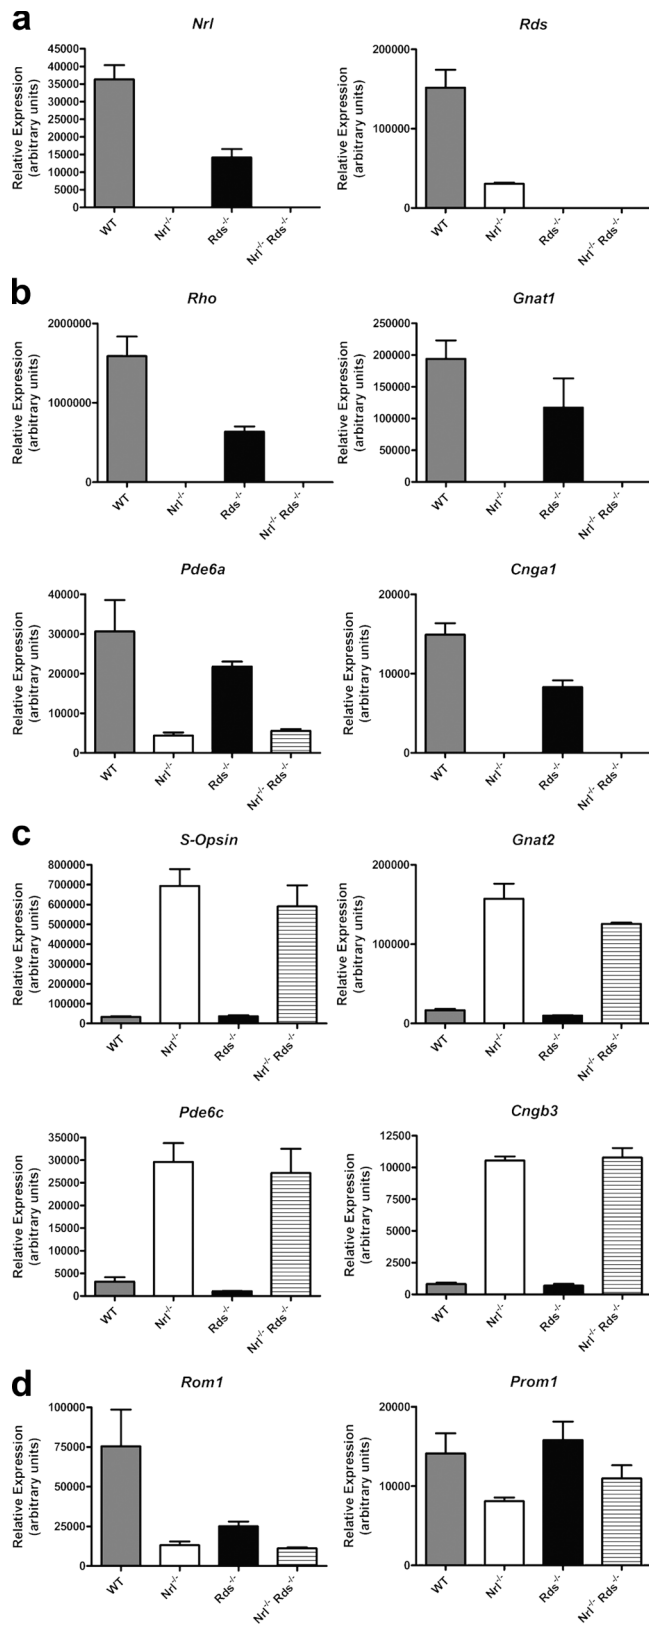 a
Nrl
Relative Expression
(arbitrary units)
45000
40000
35000
30000
25000
20000
15000
10000
5000
0
WT
Nrl-/-
Rds-/-
Nrl-/- Rds-/-
Rds
Relative Expression
(arbitrary units)
200000
100000
0
WT
Nrl-/-
Rds-/-
Nrl-/- Rds-/-
b
Rho
Relative Expression
(arbitrary units)
2000000
1000000
0
WT
Nrl-/-
Rds-/-
Nrl-/- Rds-/-
Gnat1
Relative Expression
(arbitrary units)
250000
200000
150000
100000
50000
0
WT
Nrl-/-
Rds-/-
Nrl-/- Rds-/-
Pde6a
Relative Expression
(arbitrary units)
40000
30000
20000
10000
0
WT
Nrl-/-
Rds-/-
Nrl-/- Rds-/-
Cnga1
Relative Expression
(arbitrary units)
20000
10000
0
WT
Nrl-/-
Rds-/-
Nrl-/- Rds-/-
c
S-Opsin
Relative Expression
(arbitrary units)
800000
700000
600000
500000
400000
300000
200000
100000
0
WT
Nrl-/-
Rds-/-
Nrl-/- Rds-/-
Gnat2
Relative Expression
(arbitrary units)
200000
100000
0
WT
Nrl-/-
Rds-/-
Nrl-/- Rds-/-
Pde6c
Relative Expression
(arbitrary units)
35000
30000
25000
20000
15000
10000
5000
0
WT
Nrl-/-
Rds-/-
Nrl-/- Rds-/-
Cngb3
Relative Expression
(arbitrary units)
12500
10000
7500
5000
2500
0
WT
Nrl-/-
Rds-/-
Nrl-/- Rds-/-
d
Rom1
Relative Expression
(arbitrary units)
100000
75000
50000
25000
0
WT
Nrl-/-
Rds-/-
Nrl-/- Rds-/-
Prom1
Relative Expression
(arbitrary units)
20000
10000
0
WT
Nrl-/-
Rds-/-
Nrl-/- Rds-/-